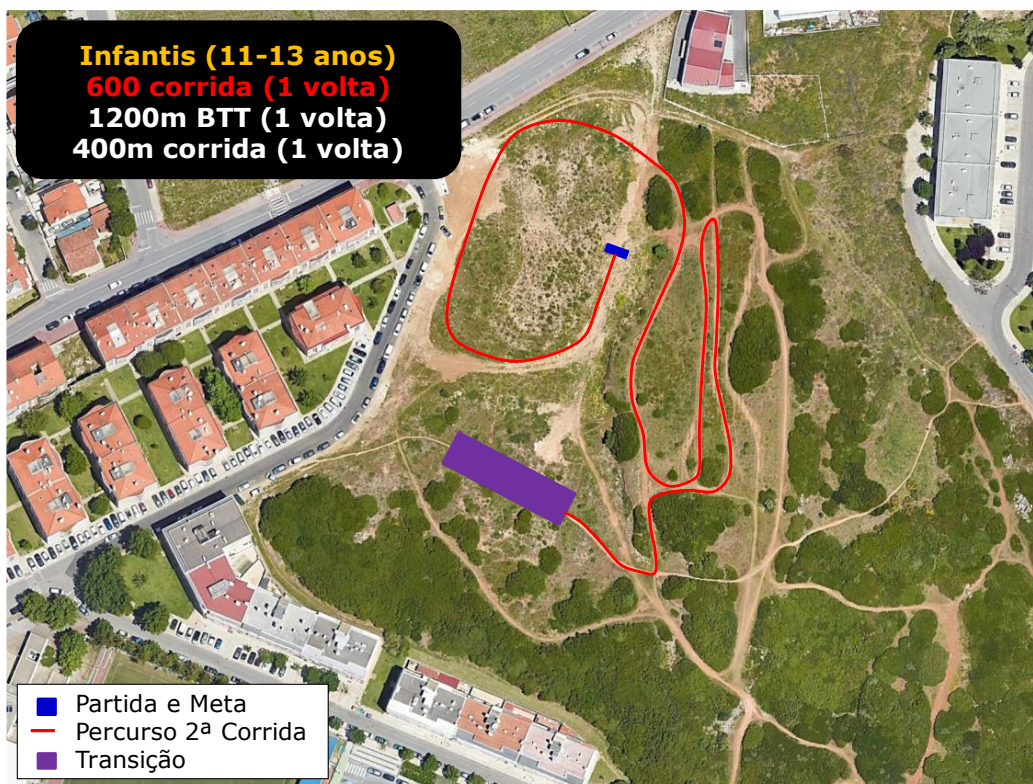 Infantis (11-13 anos)
600 corrida (1 volta)
1200m BTT (1 volta)
400m corrida (1 volta)
Partida e Meta
Percurso 2ª Corrida
Transição